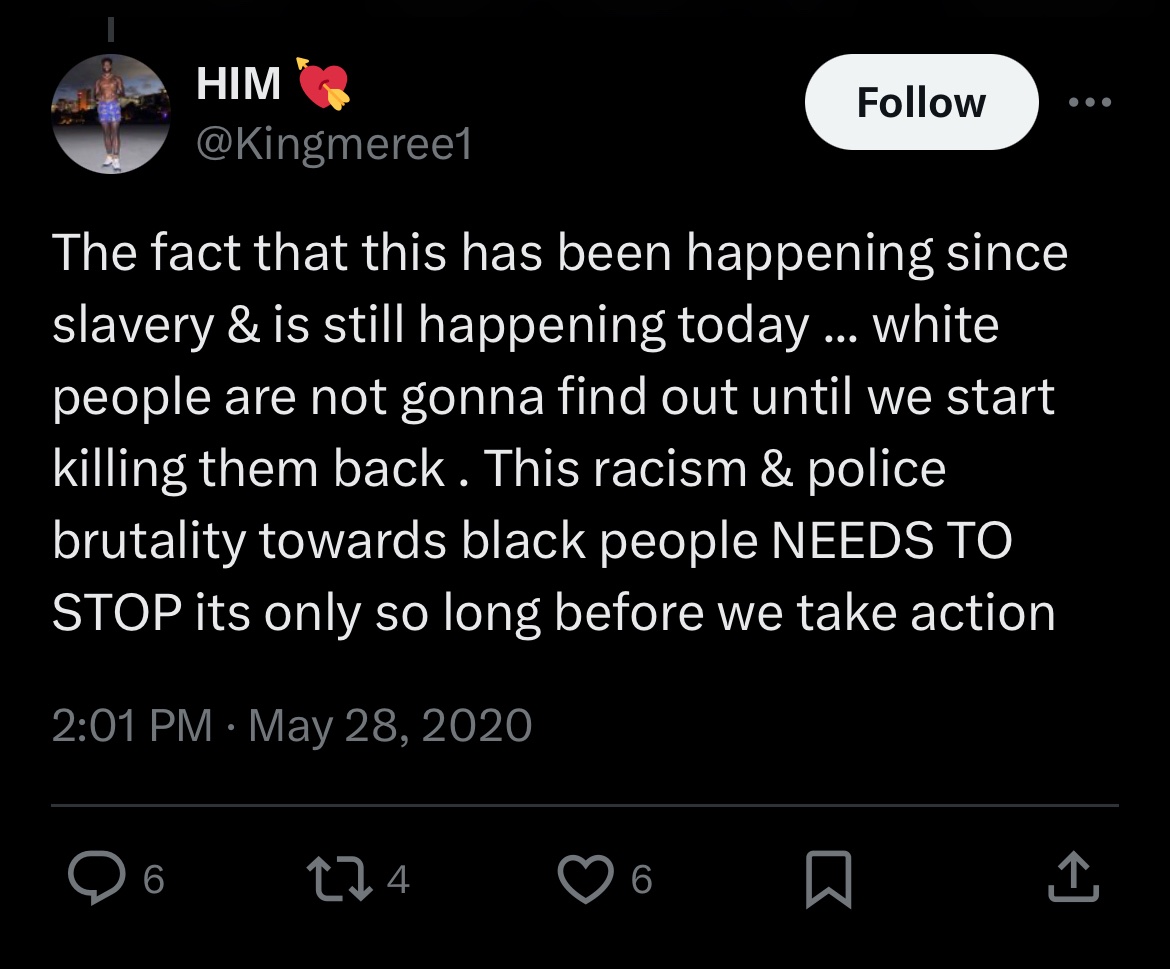 HIM 💘
@Kingmeree1
Follow
The fact that this has been happening since
slavery & is still happening today ... white
people are not gonna find out until we start
killing them back . This racism & police
brutality towards black people NEEDS TO
STOP its only so long before we take action
2:01 PM · May 28, 2020
6
4
6